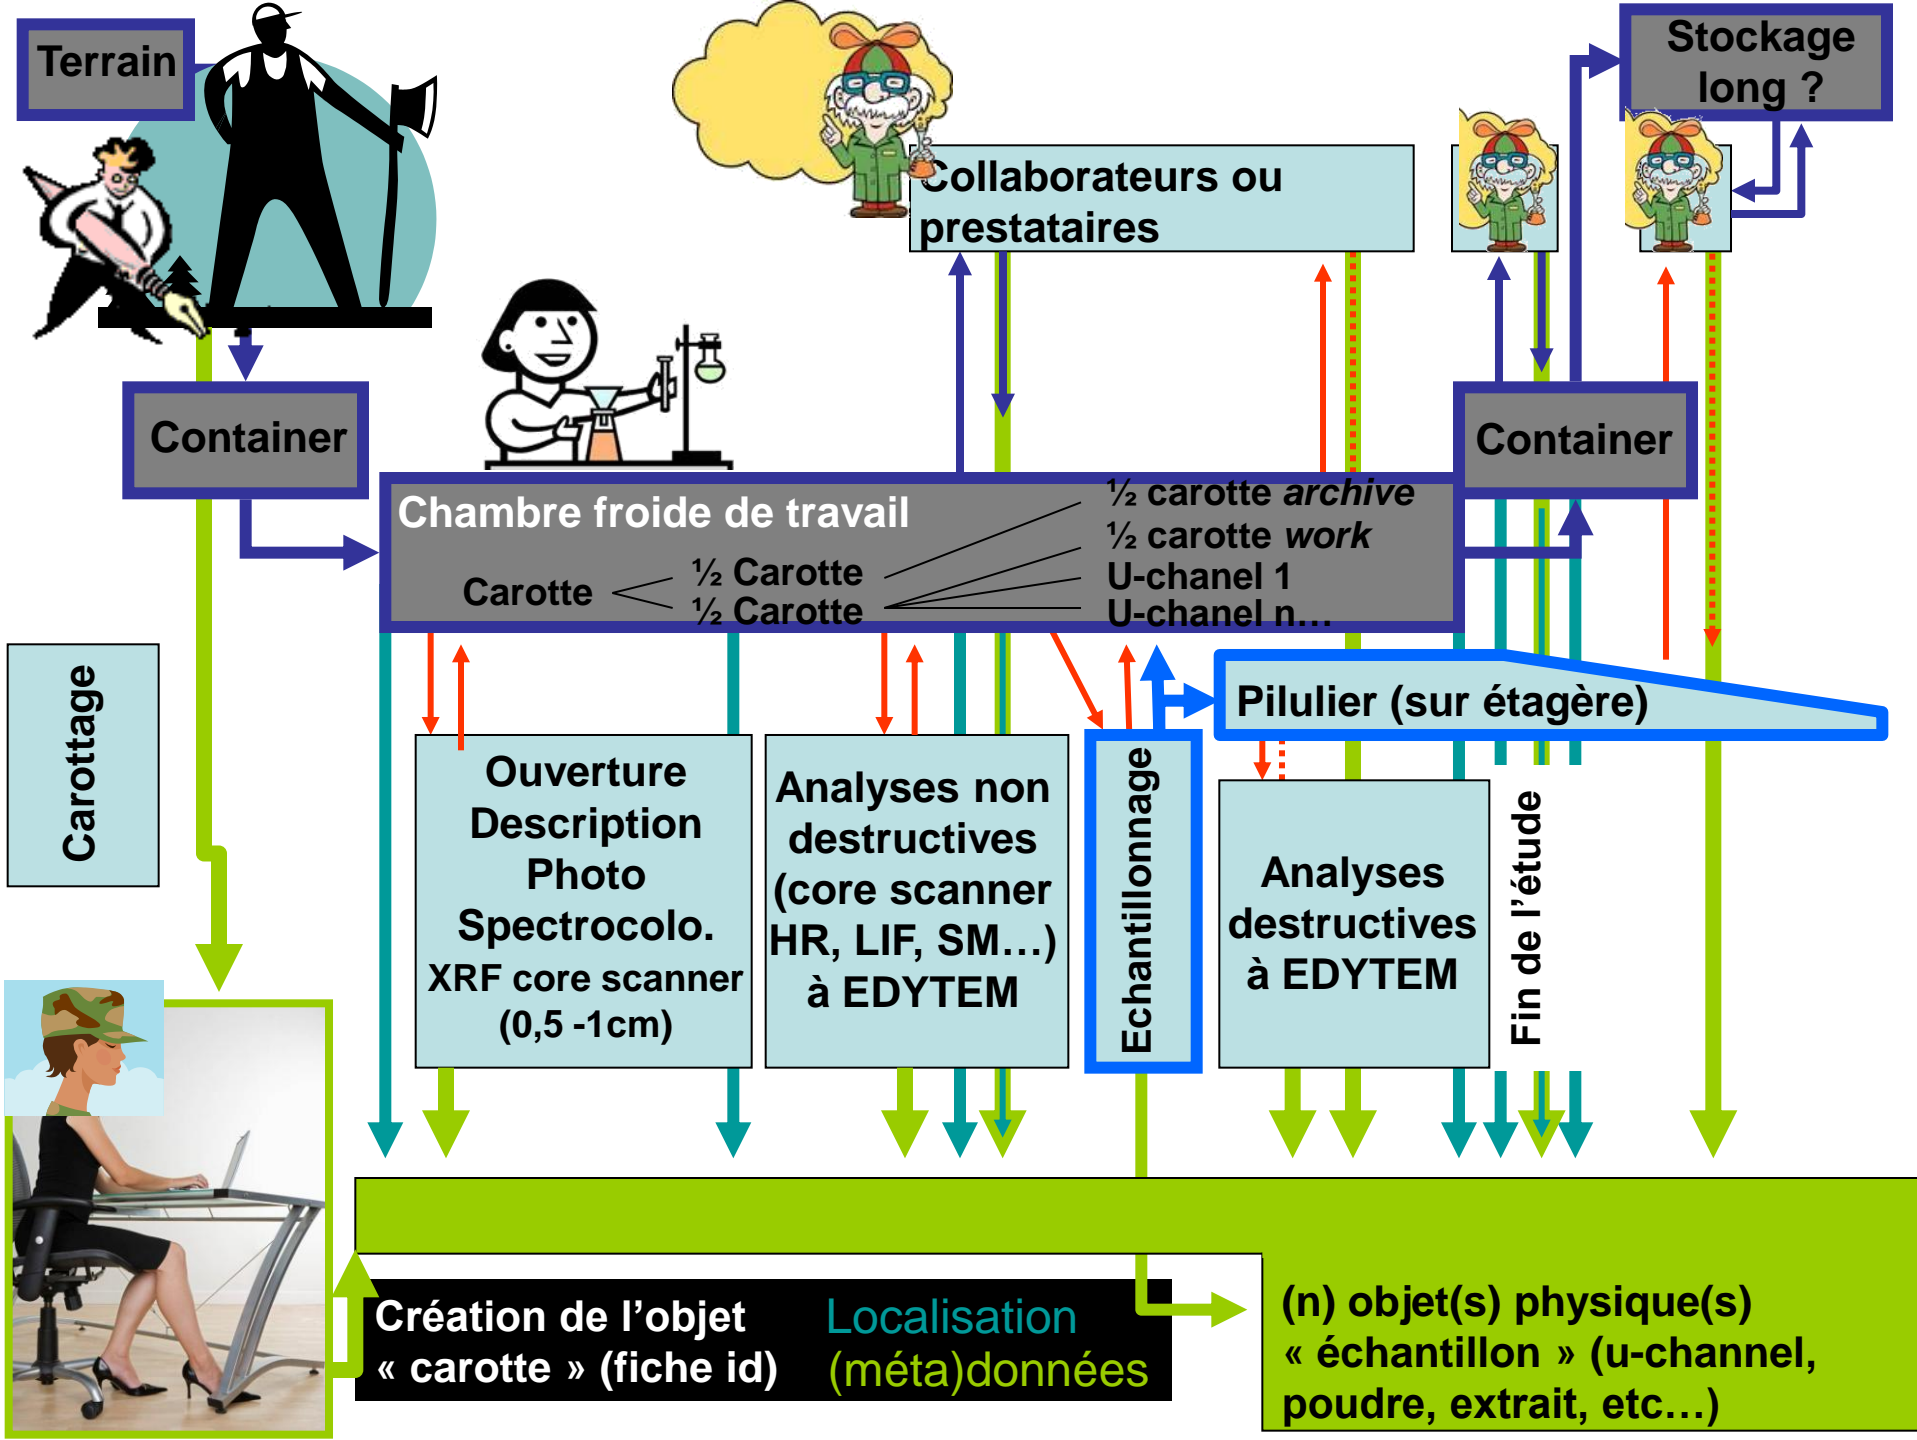 Terrain
Stockage
long ?
Collaborateurs ou
prestataires
Container
Container
Chambre froide de travail
Carotte
½ Carotte
½ Carotte
½ carotte archive
½ carotte work
U-chanel 1
U-chanel n…
Carottage
Pilulier (sur étagère)
Ouverture
Description
Photo
Spectrocolo.
XRF core scanner
(0,5 -1cm)
Analyses non
destructives
(core scanner
HR, LIF, SM…)
à EDYTEM
Echantillonnage
Analyses
destructives
à EDYTEM
Fin de l’étude
Création de l’objet
« carotte » (fiche id)
Localisation
(méta)données
(n) objet(s) physique(s)
« échantillon » (u-channel,
poudre, extrait, etc…)